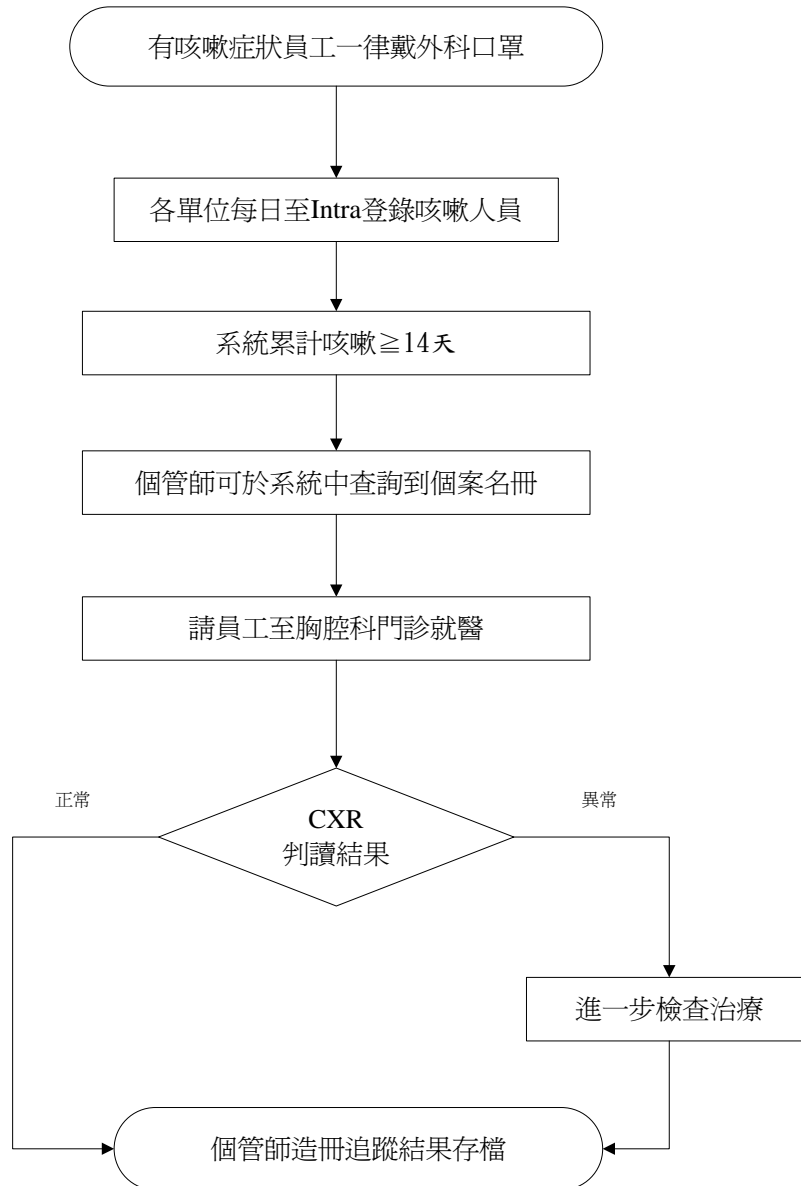 有咳嗽症狀員工一律戴外科口罩
各單位每日至Intra登錄咳嗽人員
系統累計咳嗽≧14天
個管師可於系統中查詢到個案名冊
請員工至胸腔科門診就醫
正常
異常
CXR
判讀結果
進一步檢查治療
個管師造冊追蹤結果存檔